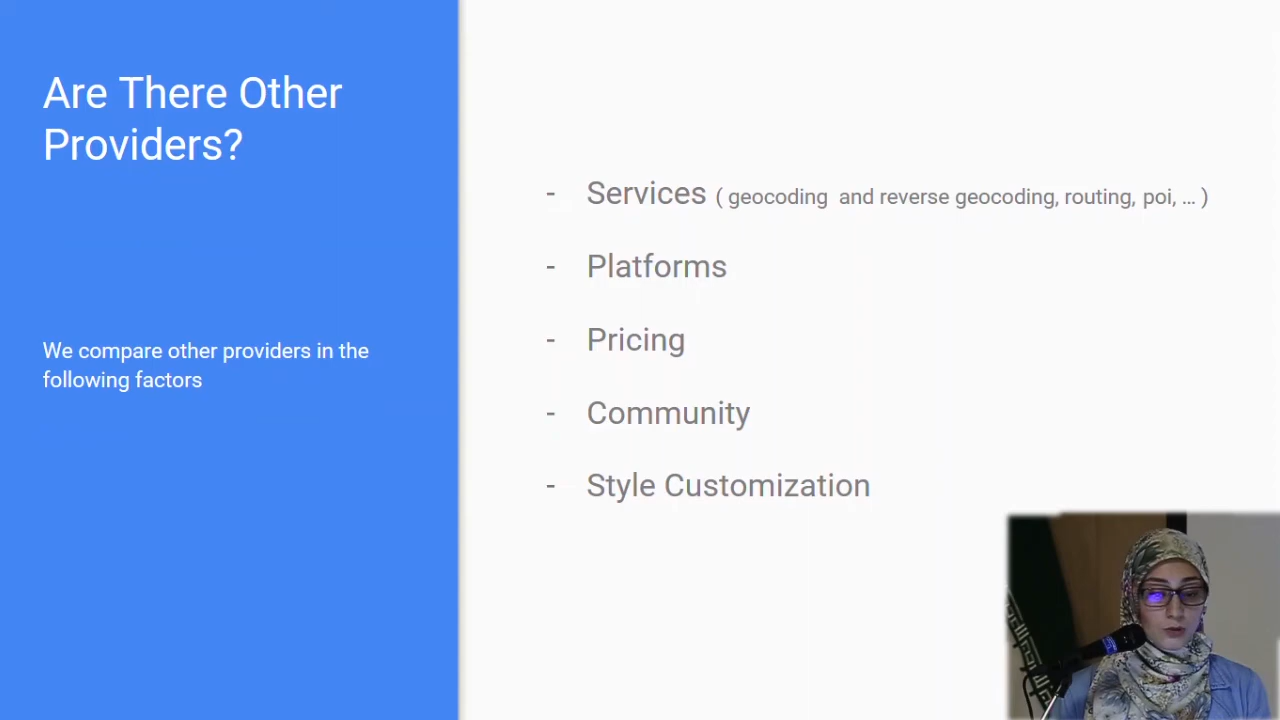 Are There Other
Providers?
We compare other providers in the
following factors
- Services ( geocoding  and reverse geocoding, routing, poi, ... )
- Platforms
- Pricing
- Community
- Style Customization